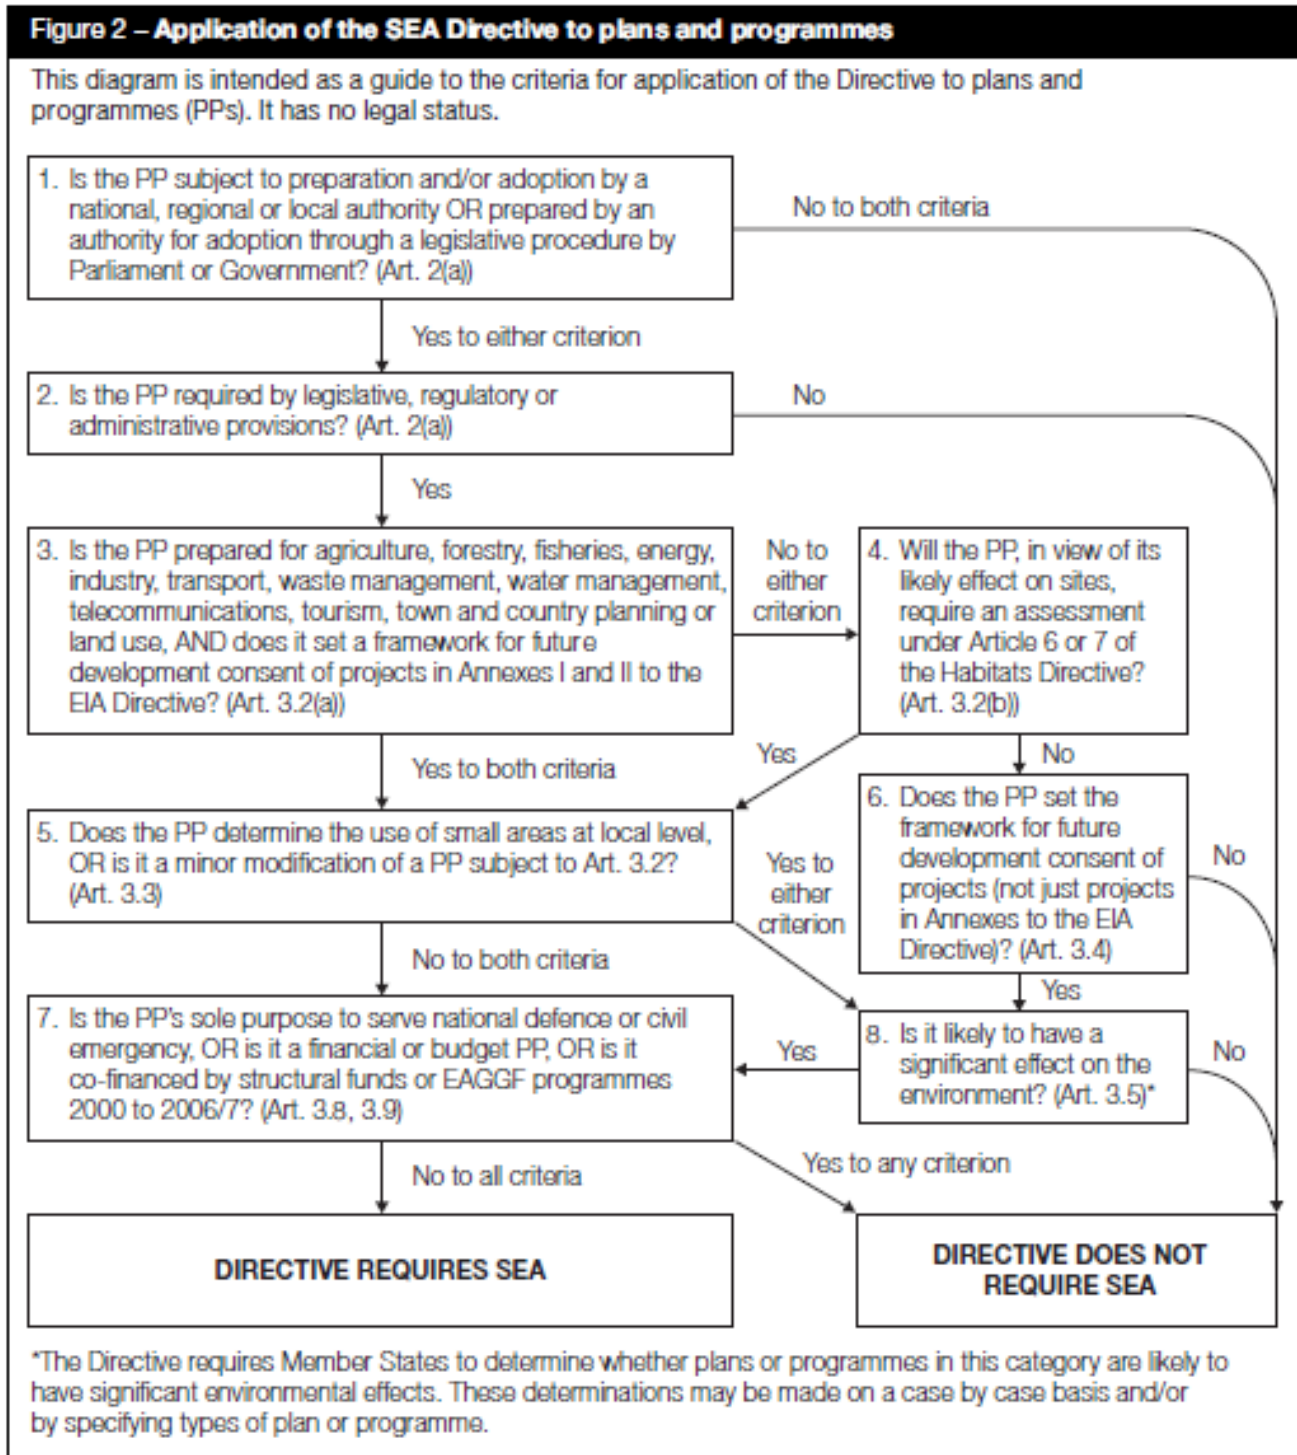 Figure 2 – Application of the SEA Directive to plans and programmes
This diagram is intended as a guide to the criteria for application of the Directive to plans and
programmes (PPs). It has no legal status.
1. Is the PP subject to preparation and/or adoption by a
national, regional or local authority OR prepared by an
authority for adoption through a legislative procedure by
Parliament or Government? (Art. 2(a))
No to both criteria
Yes to either criterion
2. Is the PP required by legislative, regulatory or
administrative provisions? (Art. 2(a))
No
Yes
3. Is the PP prepared for agriculture, forestry, fisheries, energy,
industry, transport, waste management, water management,
telecommunications, tourism, town and country planning or
land use, AND does it set a framework for future
development consent of projects in Annexes I and II to the
EIA Directive? (Art. 3.2(a))
No to
either
criterion
4. Will the PP, in view of its
likely effect on sites,
require an assessment
under Article 6 or 7 of
the Habitats Directive?
(Art. 3.2(b))
Yes to both criteria
Yes
No
5. Does the PP determine the use of small areas at local level,
OR is it a minor modification of a PP subject to Art. 3.2?
(Art. 3.3)
Yes to
either
criterion
6. Does the PP set the
framework for future
development consent of
projects (not just projects
in Annexes to the EIA
Directive)? (Art. 3.4)
No
No to both criteria
Yes
7. Is the PP's sole purpose to serve national defence or civil
emergency, OR is it a financial or budget PP, OR is it
co-financed by structural funds or EAGGF programmes
2000 to 2006/7? (Art. 3.8, 3.9)
Yes
8. Is it likely to have a
significant effect on the
environment? (Art. 3.5)*
No
No to all criteria
Yes to any criterion
DIRECTIVE REQUIRES SEA
DIRECTIVE DOES NOT
REQUIRE SEA
*The Directive requires Member States to determine whether plans or programmes in this category are likely to
have significant environmental effects. These determinations may be made on a case by case basis and/or
by specifying types of plan or programme.